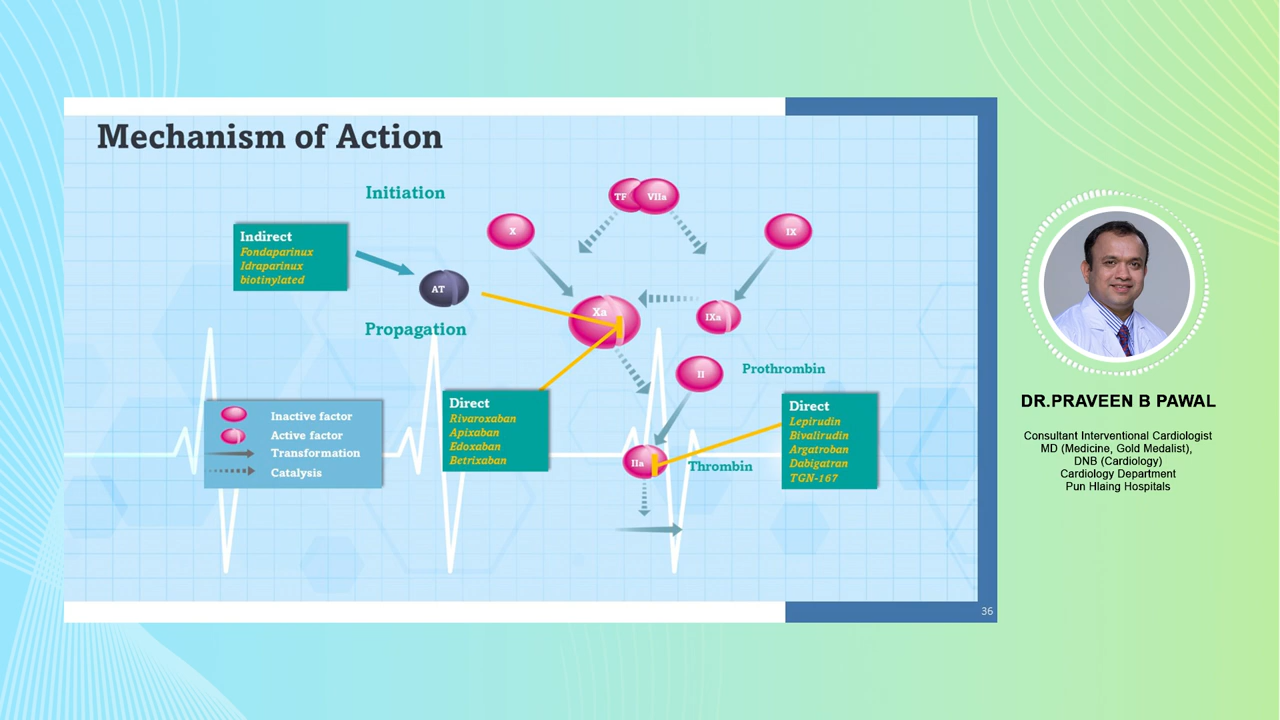 Mechanism of Action
Initiation
TF
VIIa
X
IX
Indirect
Fondaparinux
Idraparinux
biotinylated
AT
Xa
IXa
Propagation
II
Prothrombin
Inactive factor
Active factor
Transformation
Catalysis
Direct
Rivaroxaban
Apixaban
Edoxaban
Betrixaban
IIa
Thrombin
Direct
Lepirudin
Bivalirudin
Argatroban
Dabigatran
TGN-167
36
DR.PRAVEEN B PAWAL
Consultant Interventional Cardiologist
MD (Medicine, Gold Medalist),
DNB (Cardiology)
Cardiology Department
Pun Hlaing Hospitals